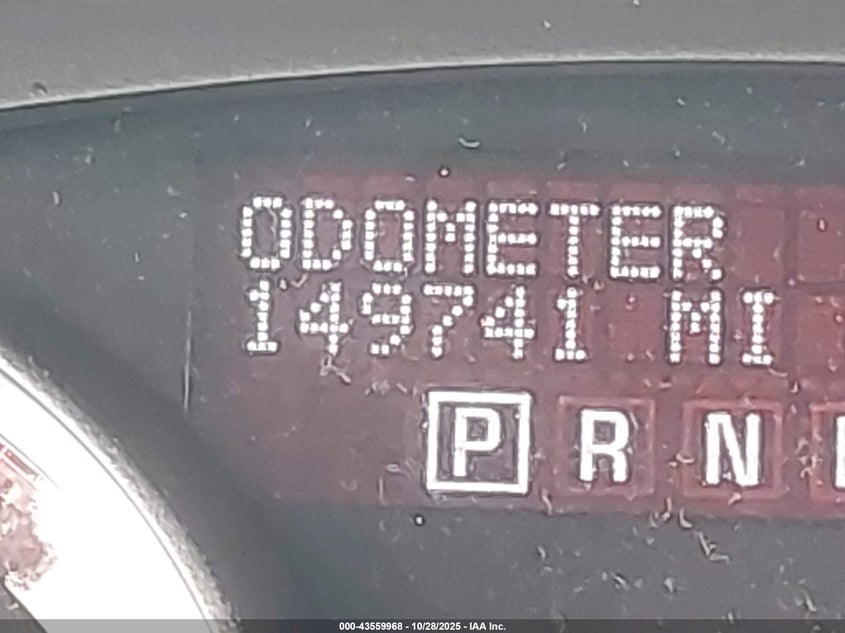 ODOMETER
149741 MI
P R N
000-43559968 - 10/28/2025 - IAA Inc.